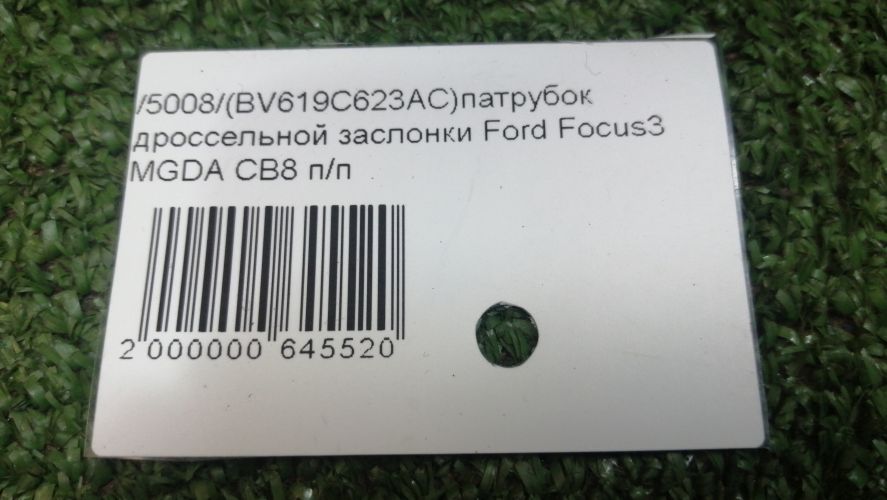 /5008/(BV619C623AC)патрубок
дроссельной заслонки Ford Focus3
MGDA CB8 п/п
2 000000 645520